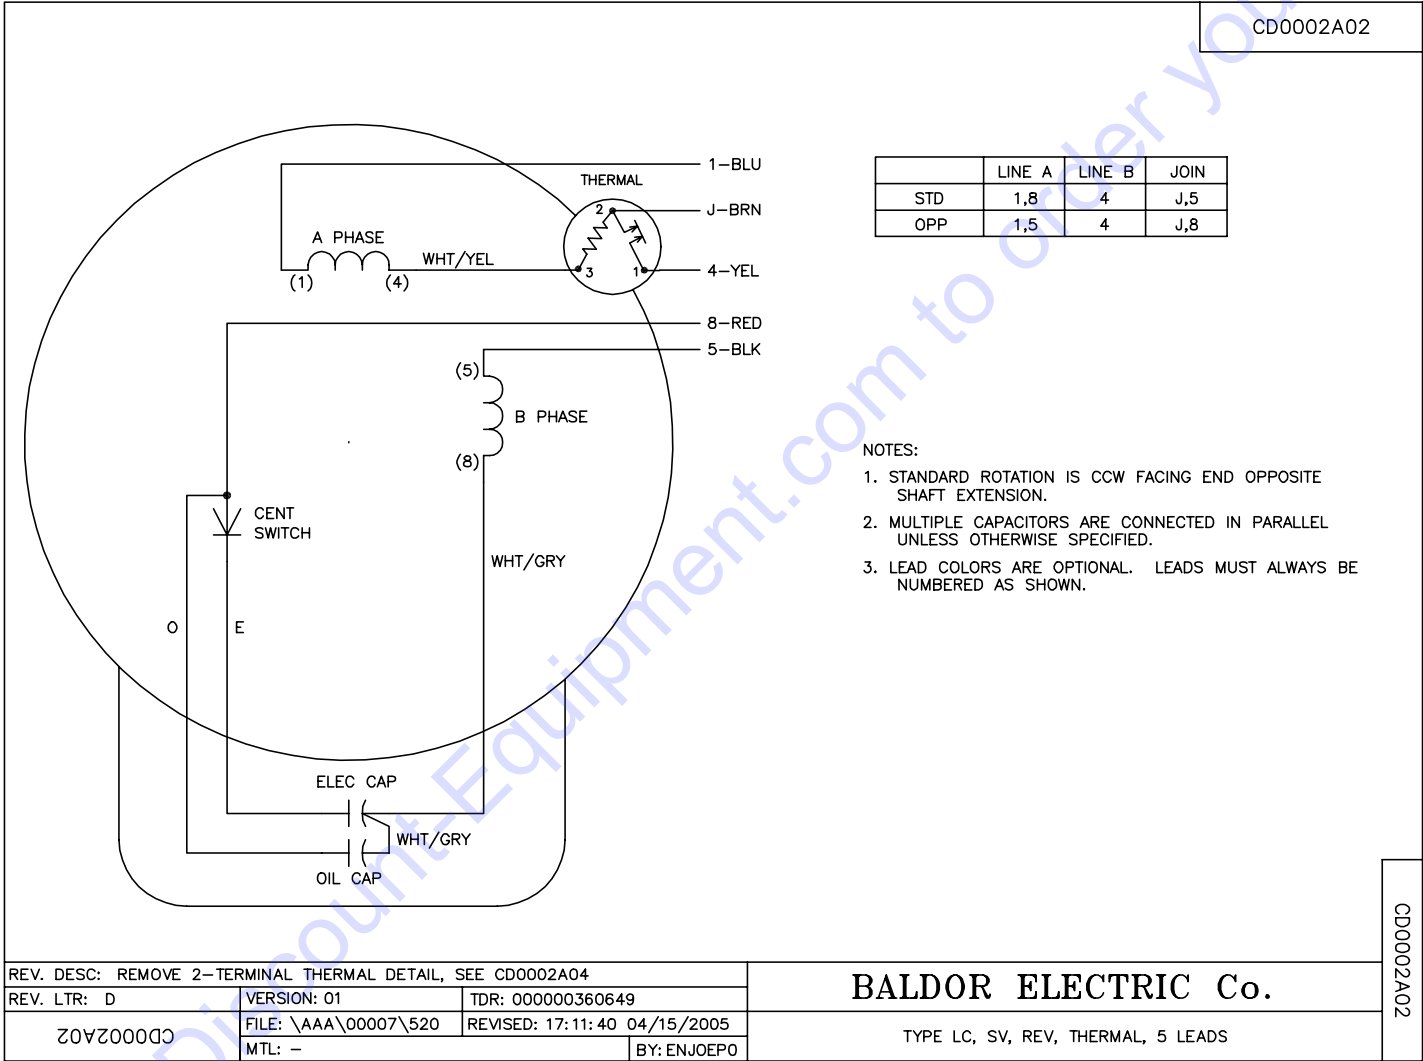 CD0002A02
1-BLU
THERMAL
2
J-BRN
A PHASE
WHT/YEL
3
1
4-YEL
(1)
(4)
8-RED
5-BLK
(5)
B PHASE
(8)
CENT
SWITCH
WHT/GRY
O
E
ELEC CAP
WHT/GRY
OIL CAP
LINE A LINE B JOIN
STD 1,8 4 J,5
OPP 1,5 4 J,8
NOTES:
1. STANDARD ROTATION IS CCW FACING END OPPOSITE
SHAFT EXTENSION.
2. MULTIPLE CAPACITORS ARE CONNECTED IN PARALLEL
UNLESS OTHERWISE SPECIFIED.
3. LEAD COLORS ARE OPTIONAL. LEADS MUST ALWAYS BE
NUMBERED AS SHOWN.
Discount-Equipment.com to order you
CD0002A02
REV. DESC: REMOVE 2-TERMINAL THERMAL DETAIL, SEE CD0002A04
REV. LTR: D
VERSION: 01
TDR: 000000360649
CD0002A02
FILE: \AAA\00007\520
REVISED: 17:11:40 04/15/2005
MTL: -
BY: ENJOEPO
BALDOR ELECTRIC Co.
TYPE LC, SV, REV, THERMAL, 5 LEADS